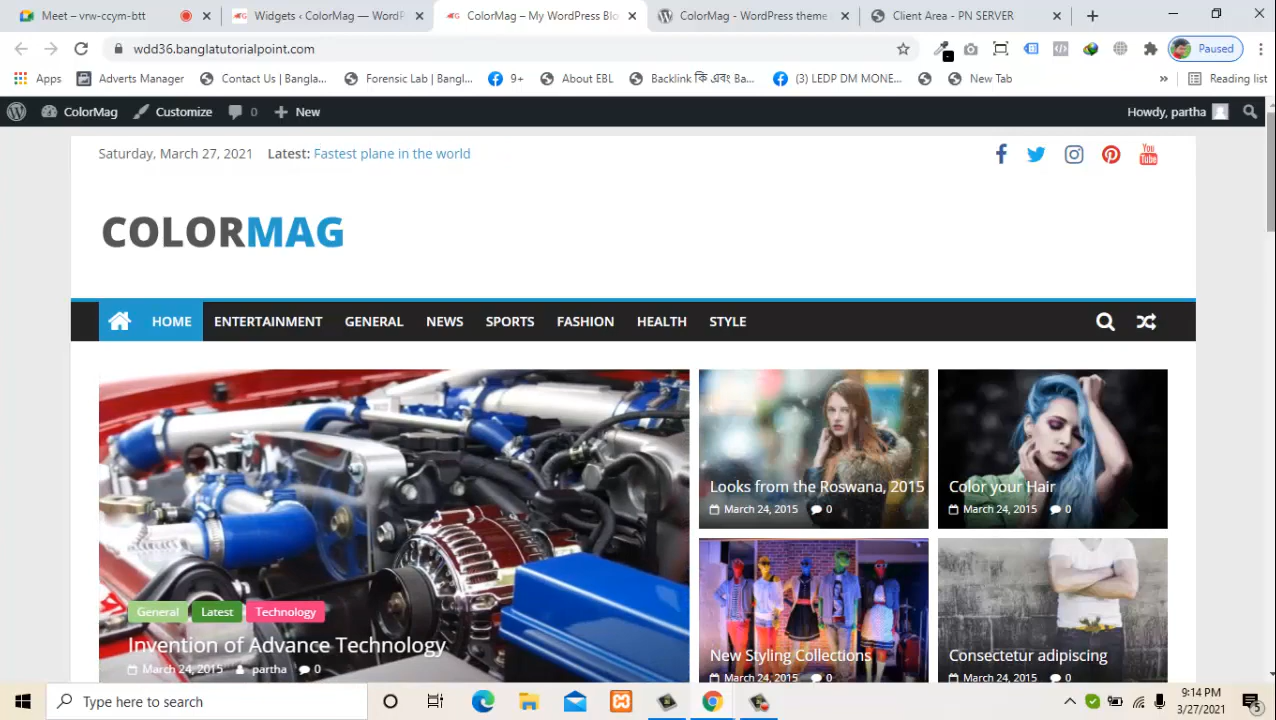 Meet – vrw-ccym-btt
Widgets ‹ ColorMag — WordP
ColorMag – My WordPress Blo
ColorMag - WordPress theme
Client Area - PN SERVER
wdd36.banglatutorialpoint.com
Paused
Apps
Adverts Manager
Contact Us | Bangla...
Forensic Lab | Bangl...
9+
About EBL
Backlink কি এবং Ba...
(3) LEDP DM MONE...
New Tab
»
Reading list
ColorMag
Customize
0
New
Howdy, partha
Saturday, March 27, 2021
Latest: Fastest plane in the world
You Tube
COLORMAG
HOME
ENTERTAINMENT
GENERAL
NEWS
SPORTS
FASHION
HEALTH
STYLE
Looks from the Roswana, 2015
March 24, 2015 0
Color your Hair
March 24, 2015 0
General
Latest
Technology
Invention of Advance Technology
March 24, 2015 partha 0
New Styling Collections
March 24, 2015 0
Consectetur adipiscing
March 24, 2015 0
Type here to search
9:14 PM
3/27/2021
5